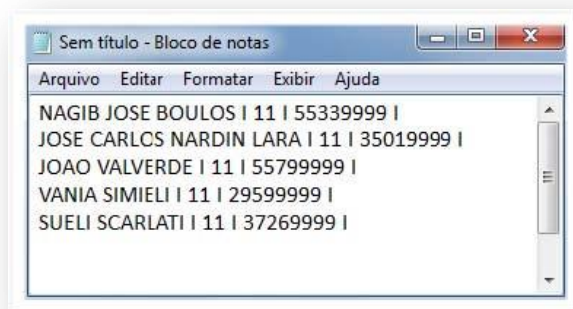 Sem título - Bloco de notas
Arquivo Editar Formatar Exibir Ajuda
NAGIB JOSE BOULOS I 11 I 55339999 I
JOSE CARLOS NARDIN LARA I 11 I 35019999 I
JOAO VALVERDE I 11 I 55799999 I
VANIA SIMIELI I 11 I 29599999 I
SUELI SCARLATI I 11 I 37269999 I